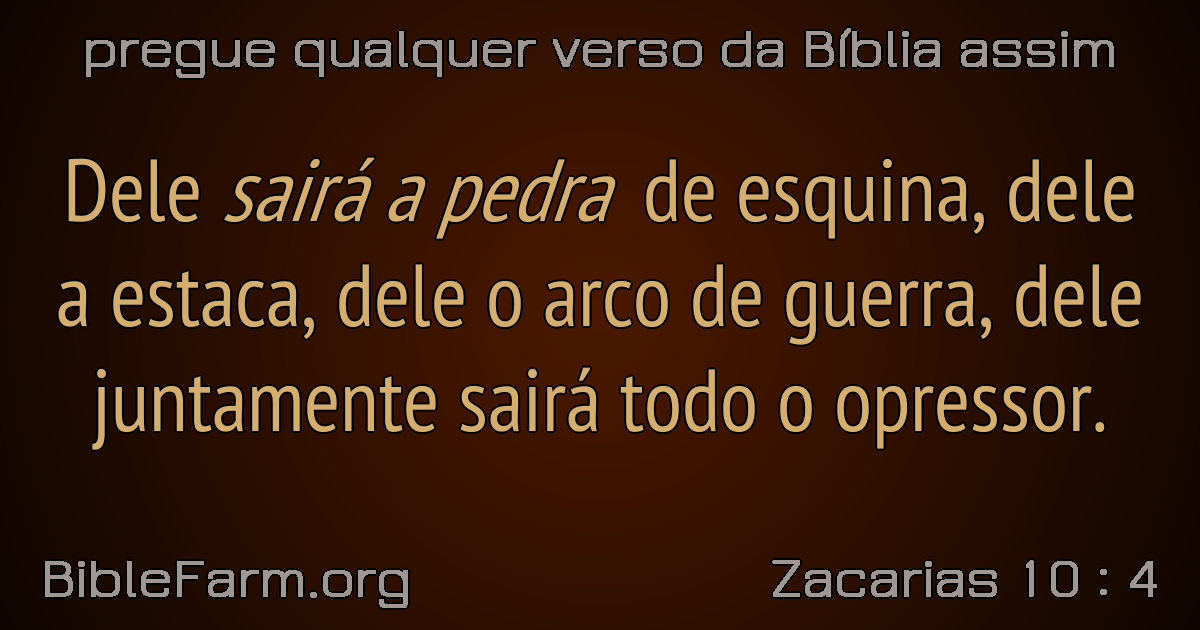 pregue qualquer verso da Bíblia assim
Dele sairá a pedra de esquina, dele
a estaca, dele o arco de guerra, dele
juntamente sairá todo o opressor.
BibleFarm.org
Zacarias 10 : 4